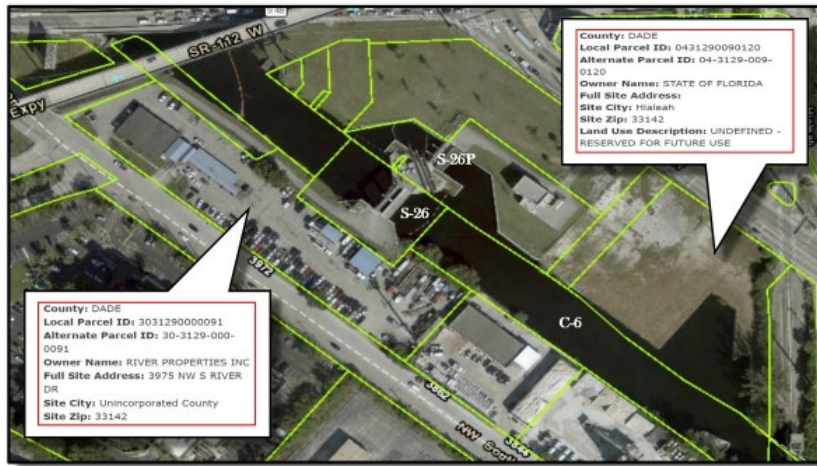 SR-112 W
Expy
County: DADE
Local Parcel ID: 0431290090120
Alternate Parcel ID: 04-3129-009-
0120
Owner Name: STATE OF FLORIDA
Full Site Address:
Site City: Hialeah
Site Zip: 33142
Land Use Description: UNDEFINED -
RESERVED FOR FUTURE USE
S-26P
S-26
3972
C-6
County: DADE
Local Parcel ID: 3031290000091
Alternate Parcel ID: 30-3129-000-
0091
Owner Name: RIVER PROPERTIES INC
Full Site Address: 3975 NW S RIVER
DR
Site City: Unincorporated County
Site Zip: 33142
3862
3844
NW South